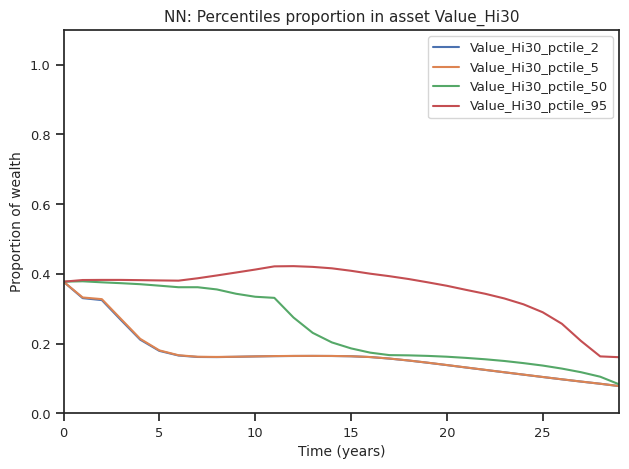 NN: Percentiles proportion in asset Value_Hi30
Value_Hi30_pctile_2
Value_Hi30_pctile_5
Value_Hi30_pctile_50
Value_Hi30_pctile_95
Proportion of wealth
1.0
0.8
0.6
0.4
0.2
0.0
0 5 10 15 20 25
Time (years)